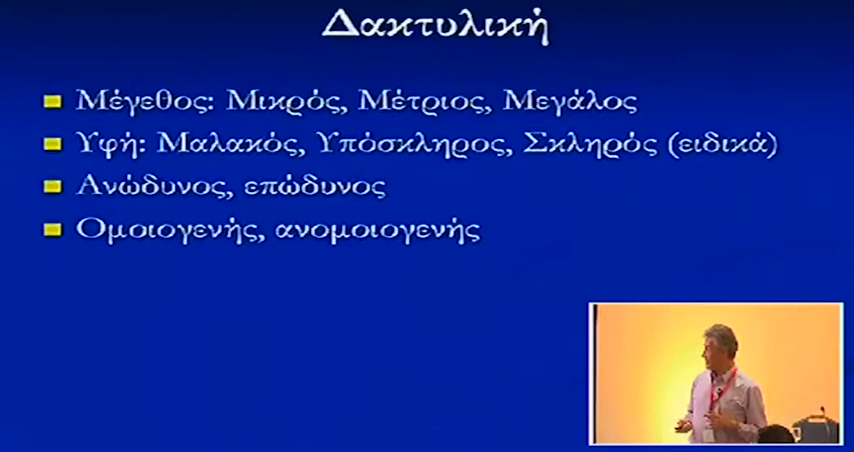 Δακτυλική
Μέγεθος: Μικρός, Μέτριος, Μεγάλος
Υφή: Μαλακός, Υπόσκληρος, Σκληρός (ειδικά)
Ανώδυνος, επώδυνος
Ομοιογενής, ανομοιογενής